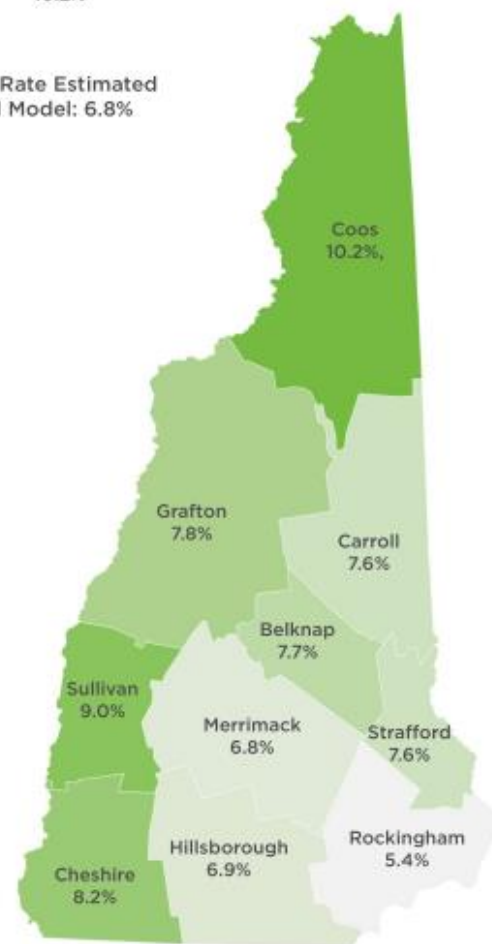 Rate Estimated
Model: 6.8%
Coos
10.2%,
Grafton
7.8%
Carroll
7.6%
Belknap
7.7%
Sullivan
9.0%
Merrimack
6.8%
Strafford
7.6%
Rockingham
5.4%
Hillsborough
6.9%
Cheshire
8.2%